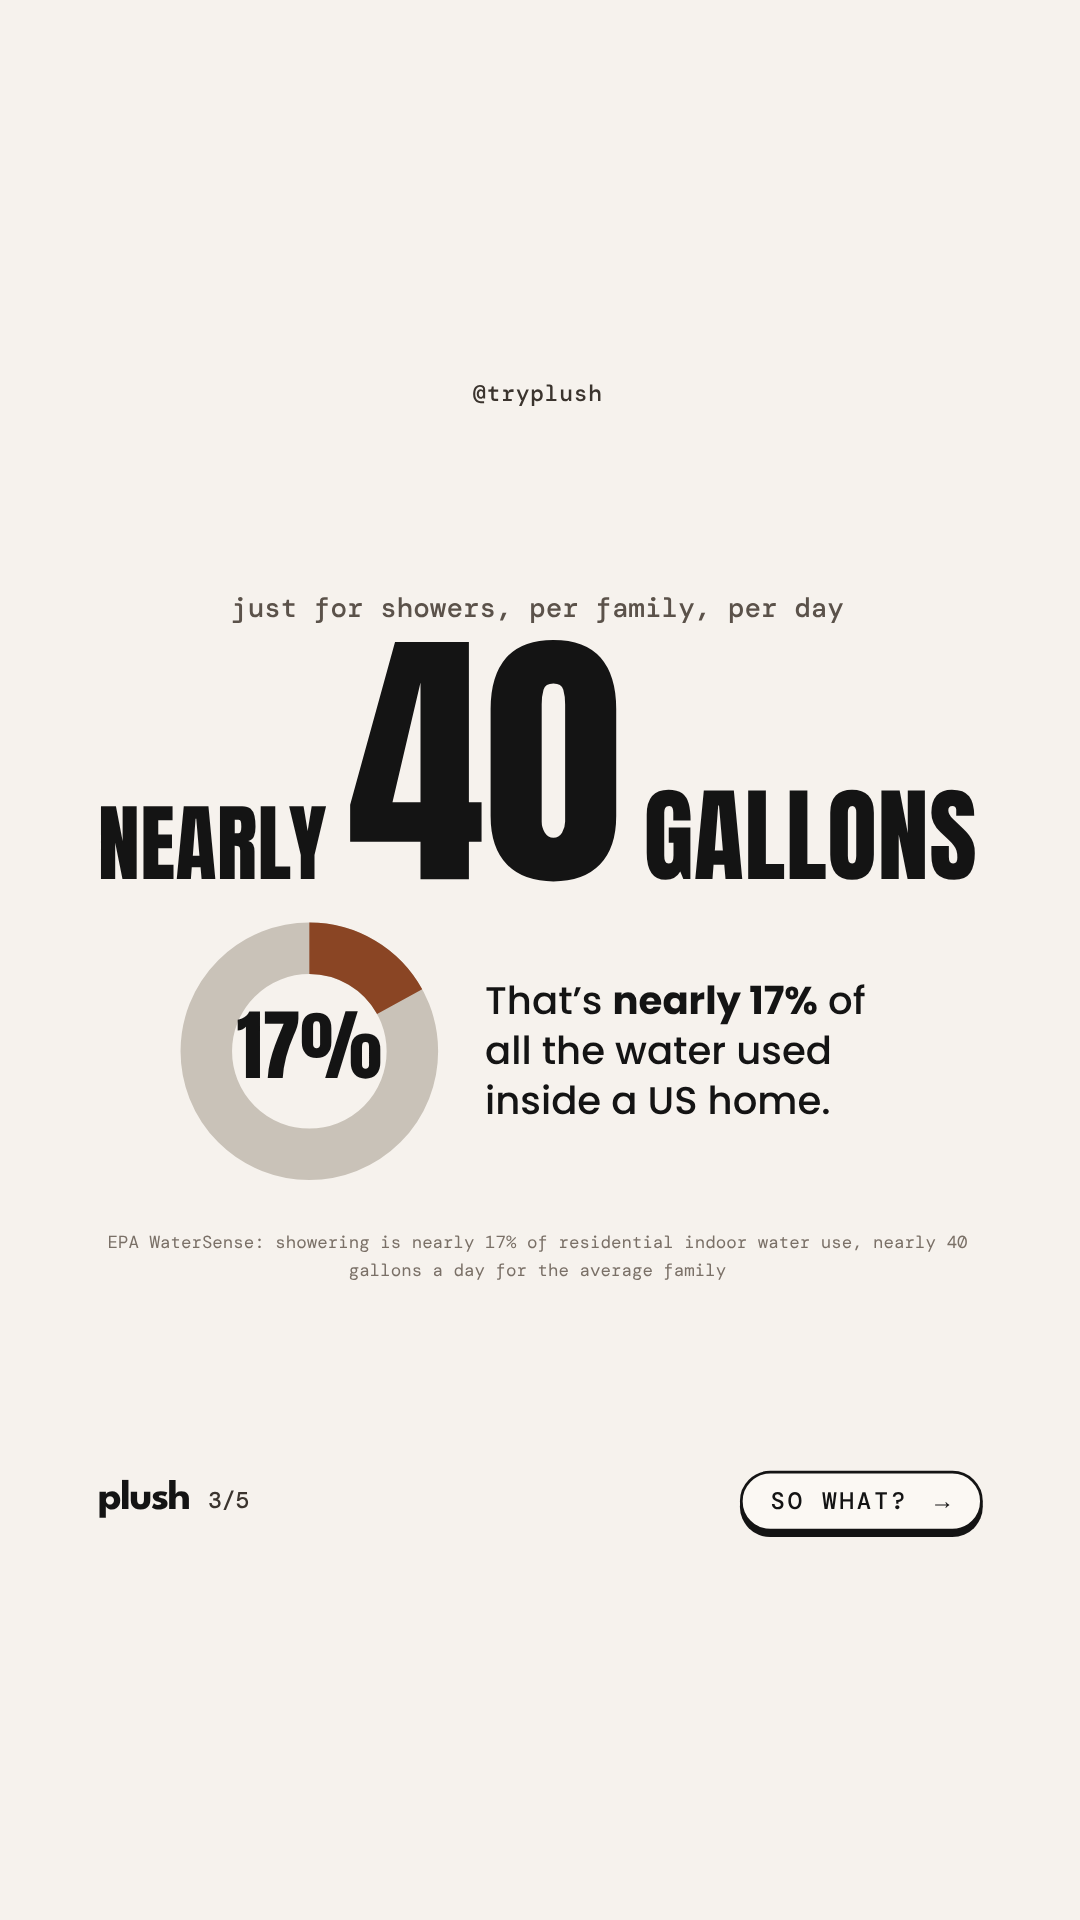 @tryplush
just for showers, per family, per day
NEARLY 40 GALLONS
17%
That’s nearly 17% of
all the water used
inside a US home.
EPA WaterSense: showering is nearly 17% of residential indoor water use, nearly 40
gallons a day for the average family
plush 3/5
SO WHAT? →